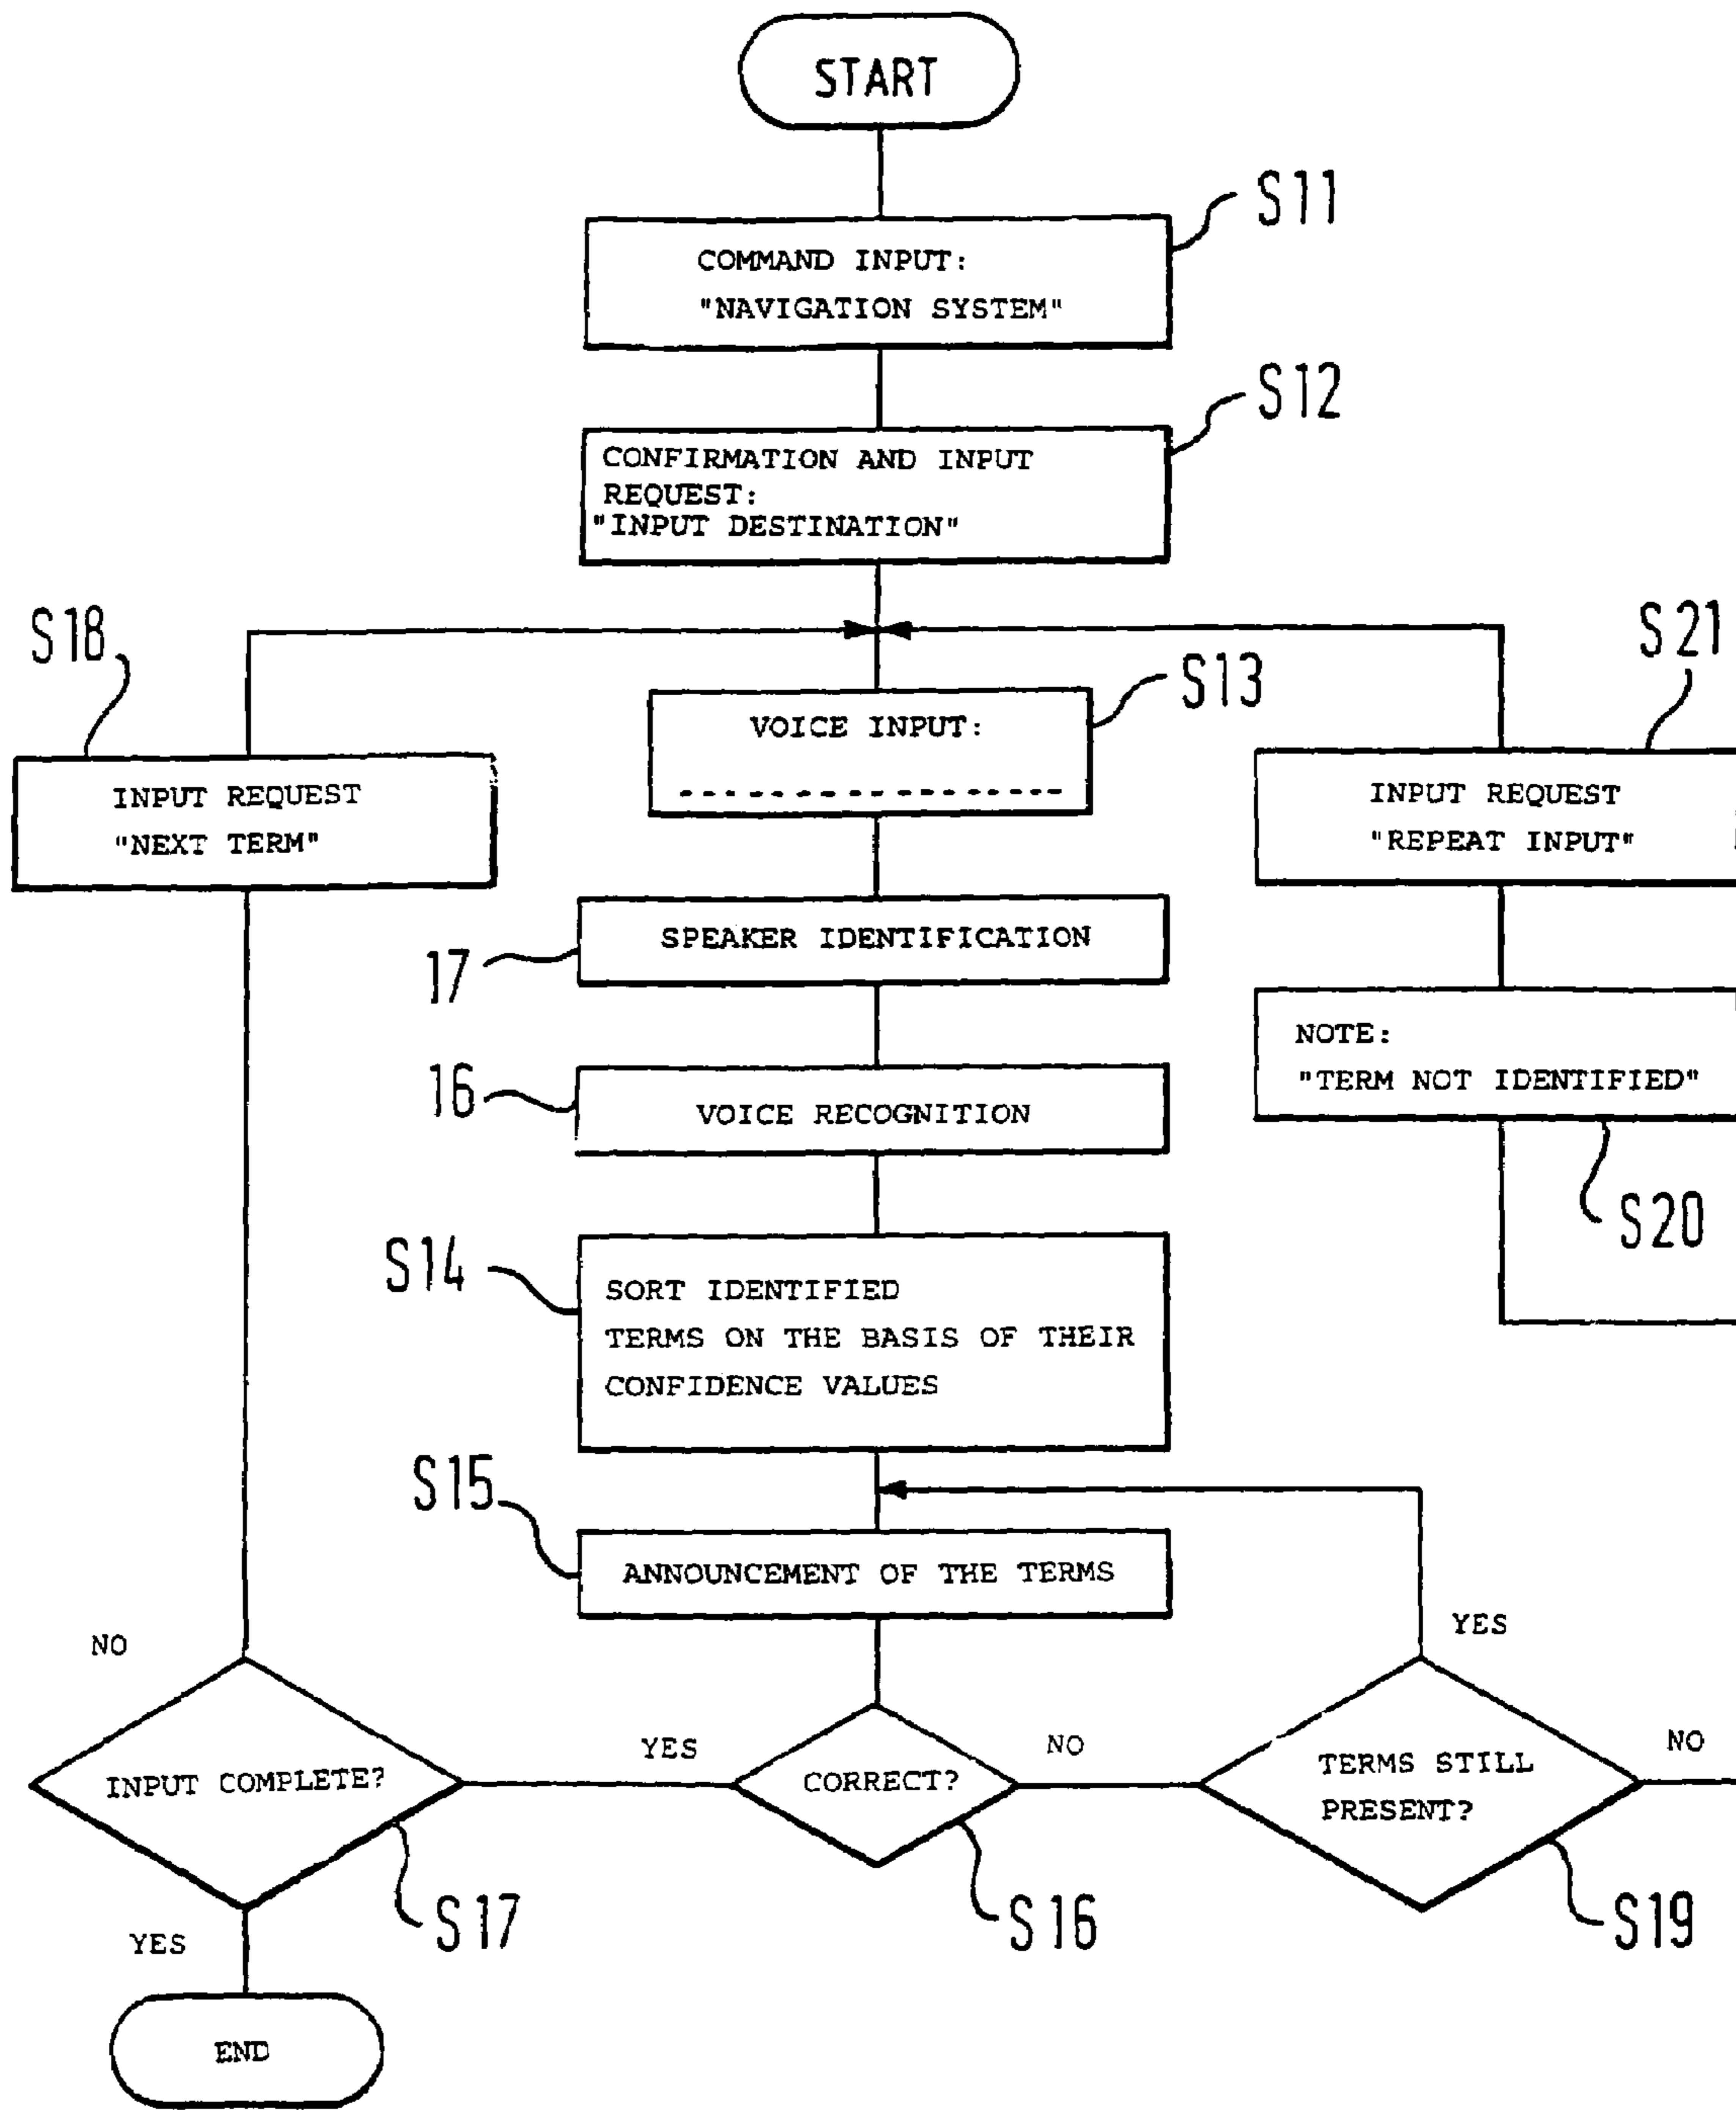 START
S11
COMMAND INPUT:
"NAVIGATION SYSTEM"
S12
CONFIRMATION AND INPUT
REQUEST:
"INPUT DESTINATION"
S18
S21
S13
VOICE INPUT:
INPUT REQUEST
"NEXT TERM"
INPUT REQUEST
"REPEAT INPUT"
SPEAKER IDENTIFICATION
17
NOTE:
"TERM NOT IDENTIFIED"
16
VOICE RECOGNITION
S20
S14
SORT IDENTIFIED
TERMS ON THE BASIS OF THEIR
CONFIDENCE VALUES
S15
ANNOUNCEMENT OF THE TERMS
NO
YES
YES
NO
NO
INPUT COMPLETE?
CORRECT?
TERMS STILL
PRESENT?
S17
S16
S19
YES
END